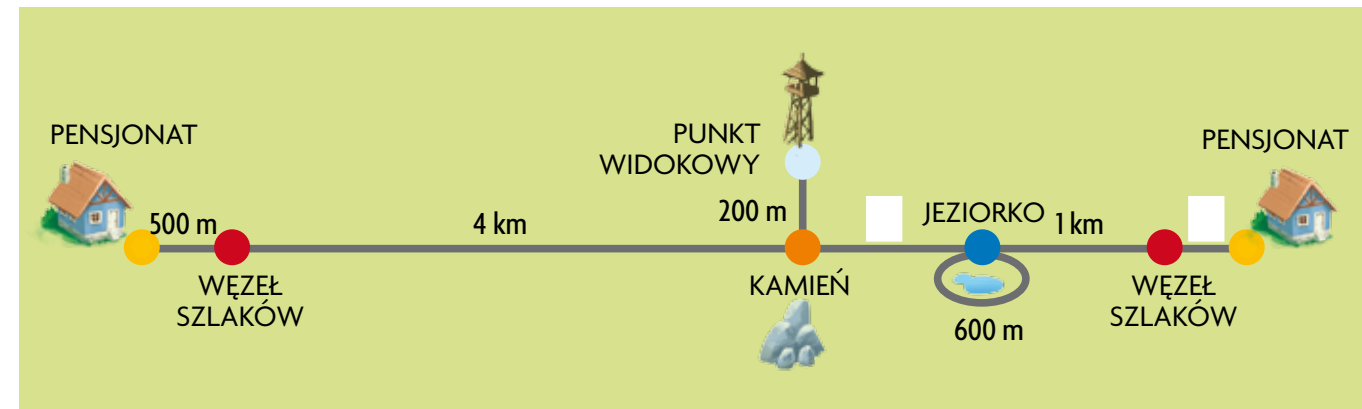 PENSJONAT
500 m
WĘZEŁ
SZLAKÓW
4 km
PUNKT
WIDOKOWY
200 m
KAMIEŃ
JEZIORKO
600 m
1 km
WĘZEŁ
SZLAKÓW
PENSJONAT